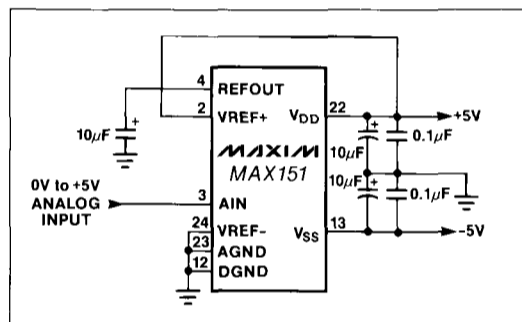 4 REFOUT
2 VREF+
VDD 22
+5V
10µF
+
MAXIM
MAX151
10µF
+
0.1µF
0V to +5V
ANALOG
INPUT
3 AIN
10µF
+
0.1µF
24 VREF-
23 AGND
12 DGND
VSS 13
-5V